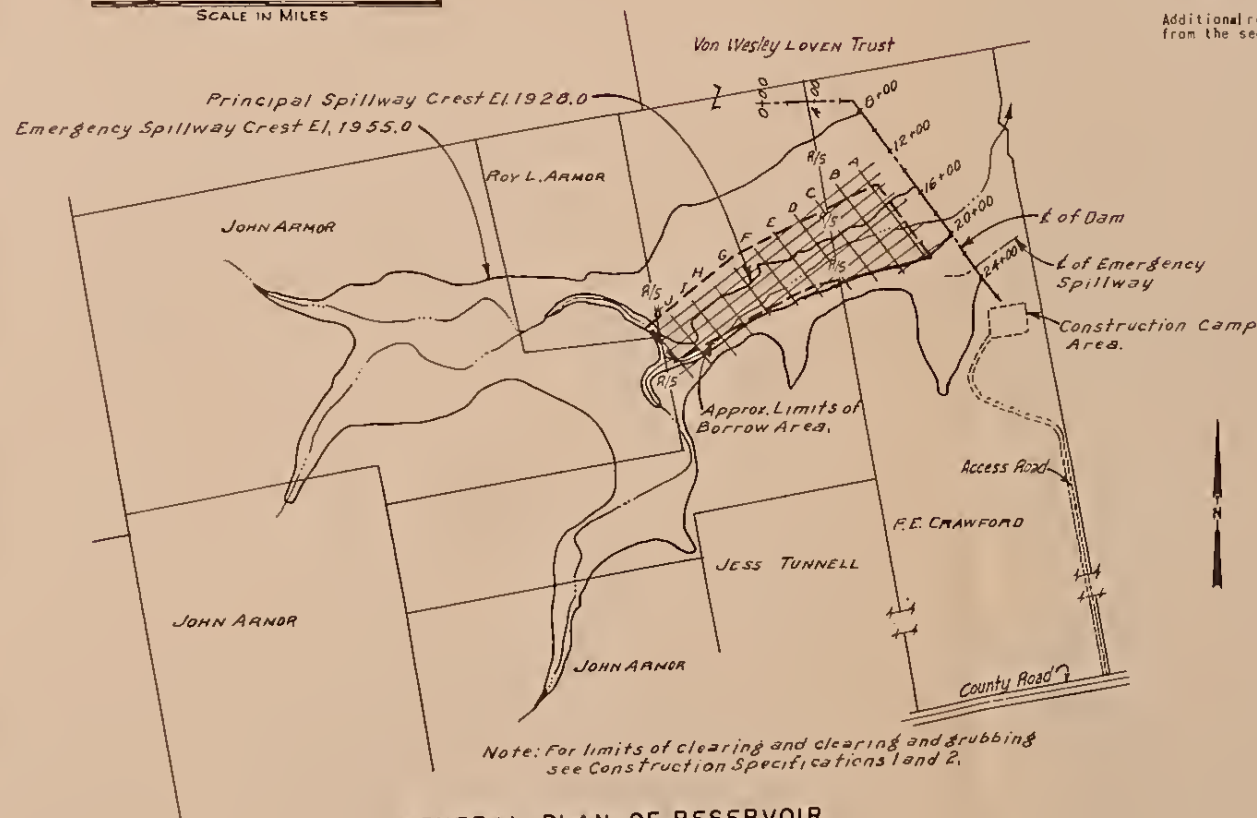 SCALE IN MILES
Additional
from the
Von Wesley LOVEN Trust
Principal Spillway Crest El. 1928.0
Emergency Spillway Crest El. 1955.0
0+00
4+00
8+00
12+00
16+00
20+00
24+00
ROY L. ARMOR
JOHN ARMOR
R/S
A
B
C
D
E
F
G
H
I
J
R/S
R/S
R/S
R/S
℄ of Dam
℄ of Emergency
Spillway
Construction Camp
Area.
Approx. Limits of
Borrow Area.
Access Road
F.E. CRAWFORD
JESS TUNNELL
N
JOHN ARMOR
JOHN ARMOR
County Road
Note: For limits of clearing and clearing and grubbing
see Construction Specifications 1 and 2.
PLAN OF RESERVOIR